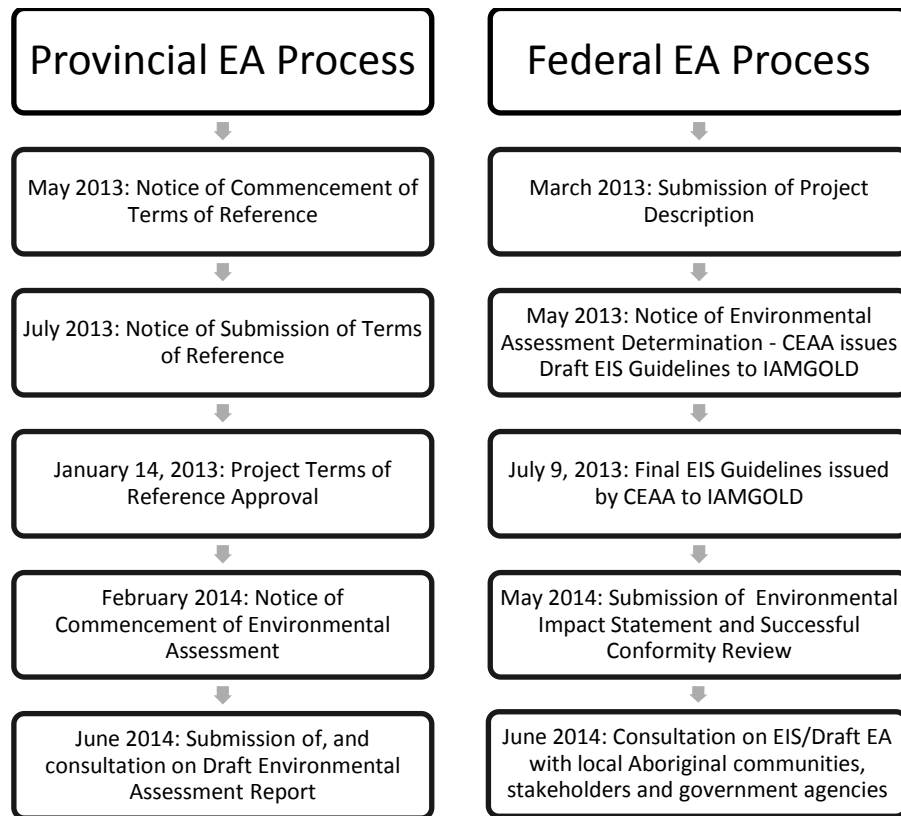 Provincial EA Process
May 2013: Notice of Commencement of
Terms of Reference
July 2013: Notice of Submission of Terms
of Reference
January 14, 2013: Project Terms of
Reference Approval
February 2014: Notice of
Commencement of Environmental
Assessment
June 2014: Submission of, and
consultation on Draft Environmental
Assessment Report
Federal EA Process
March 2013: Submission of Project
Description
May 2013: Notice of Environmental
Assessment Determination - CEAA issues
Draft EIS Guidelines to IAMGOLD
July 9, 2013: Final EIS Guidelines issued
by CEAA to IAMGOLD
May 2014: Submission of Environmental
Impact Statement and Successful
Conformity Review
June 2014: Consultation on EIS/Draft EA
with local Aboriginal communities,
stakeholders and government agencies